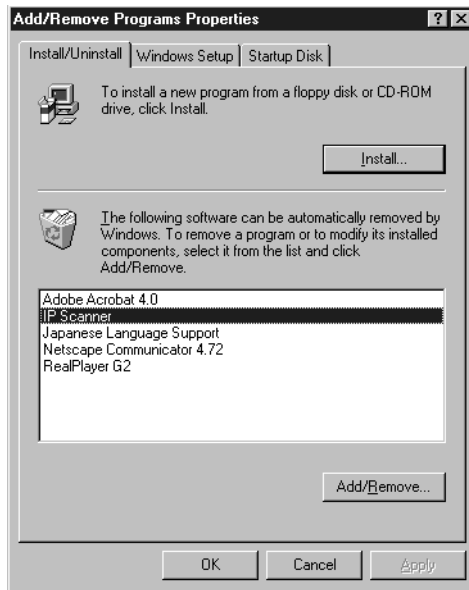 Add/Remove Programs Properties
? X
Install/Uninstall Windows Setup Startup Disk
To install a new program from a floppy disk or CD-ROM
drive, click Install.
Install...
The following software can be automatically removed by
Windows. To remove a program or to modify its installed
components, select it from the list and click
Add/Remove.
Adobe Acrobat 4.0
IP Scanner
Japanese Language Support
Netscape Communicator 4.72
RealPlayer G2
Add/Remove...
OK Cancel Apply